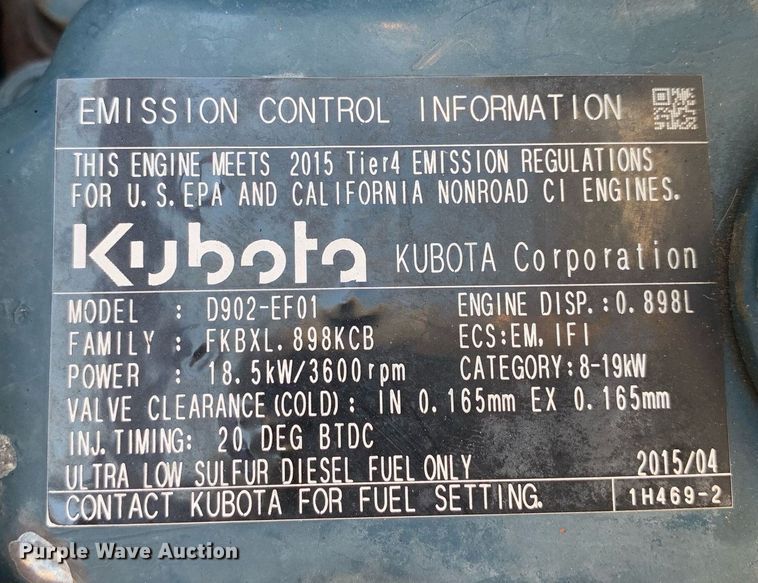 EMISSION CONTROL INFORMATION
THIS ENGINE MEETS 2015 Tier4 EMISSION REGULATIONS
FOR U.S.EPA AND CALIFORNIA NONROAD CI ENGINES.
Kubota KUBOTA Corporation
MODEL : D902-EF01 ENGINE DISP.:0.898L
FAMILY : FKBXL.898KCB ECS:EM,IFI
POWER : 18.5kW/3600rpm CATEGORY:8-19kW
VALVE CLEARANCE(COLD): IN 0.165mm EX 0.165mm
INJ.TIMING: 20 DEG BTDC
ULTRA LOW SULFUR DIESEL FUEL ONLY 2015/04
CONTACT KUBOTA FOR FUEL SETTING. 1H469-2
Purple Wave Auction